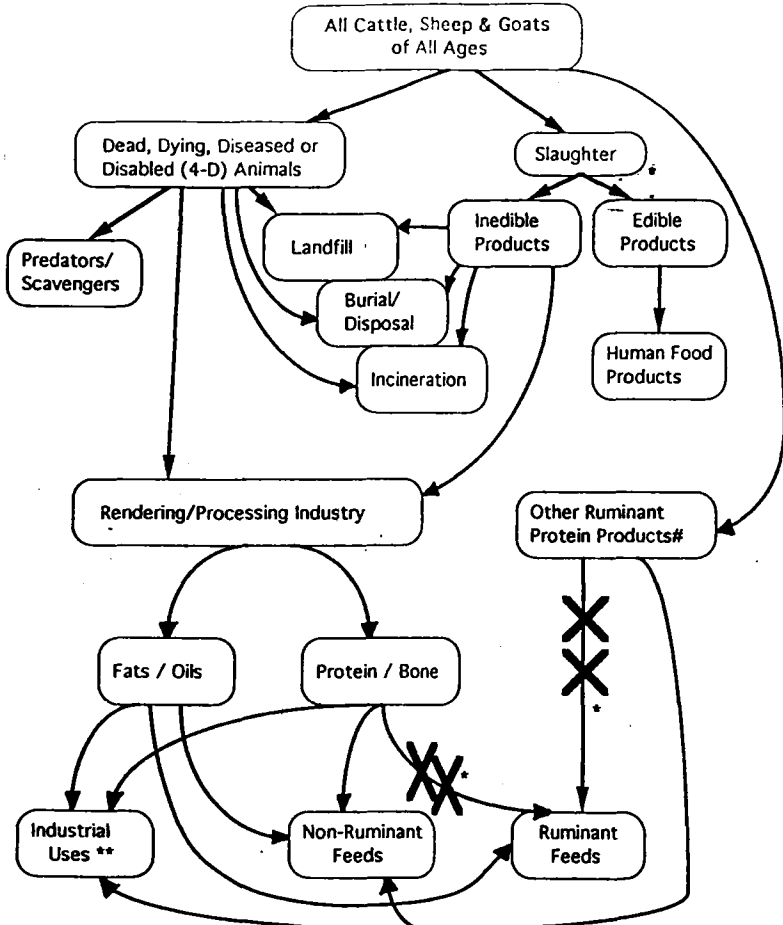 All Cattle, Sheep & Goats
of All Ages
Dead, Dying, Diseased or
Disabled (4-D) Animals
Slaughter
*
Predators/
Scavengers
Landfill
Inedible
Products
Edible
Products
Burial/
Disposal
Incineration
Human Food
Products
Rendering/Processing Industry
Other Ruminant
Protein Products#
Fats / Oils
Protein / Bone
*
*
Industrial
Uses **
Non-Ruminant
Feeds
Ruminant
Feeds